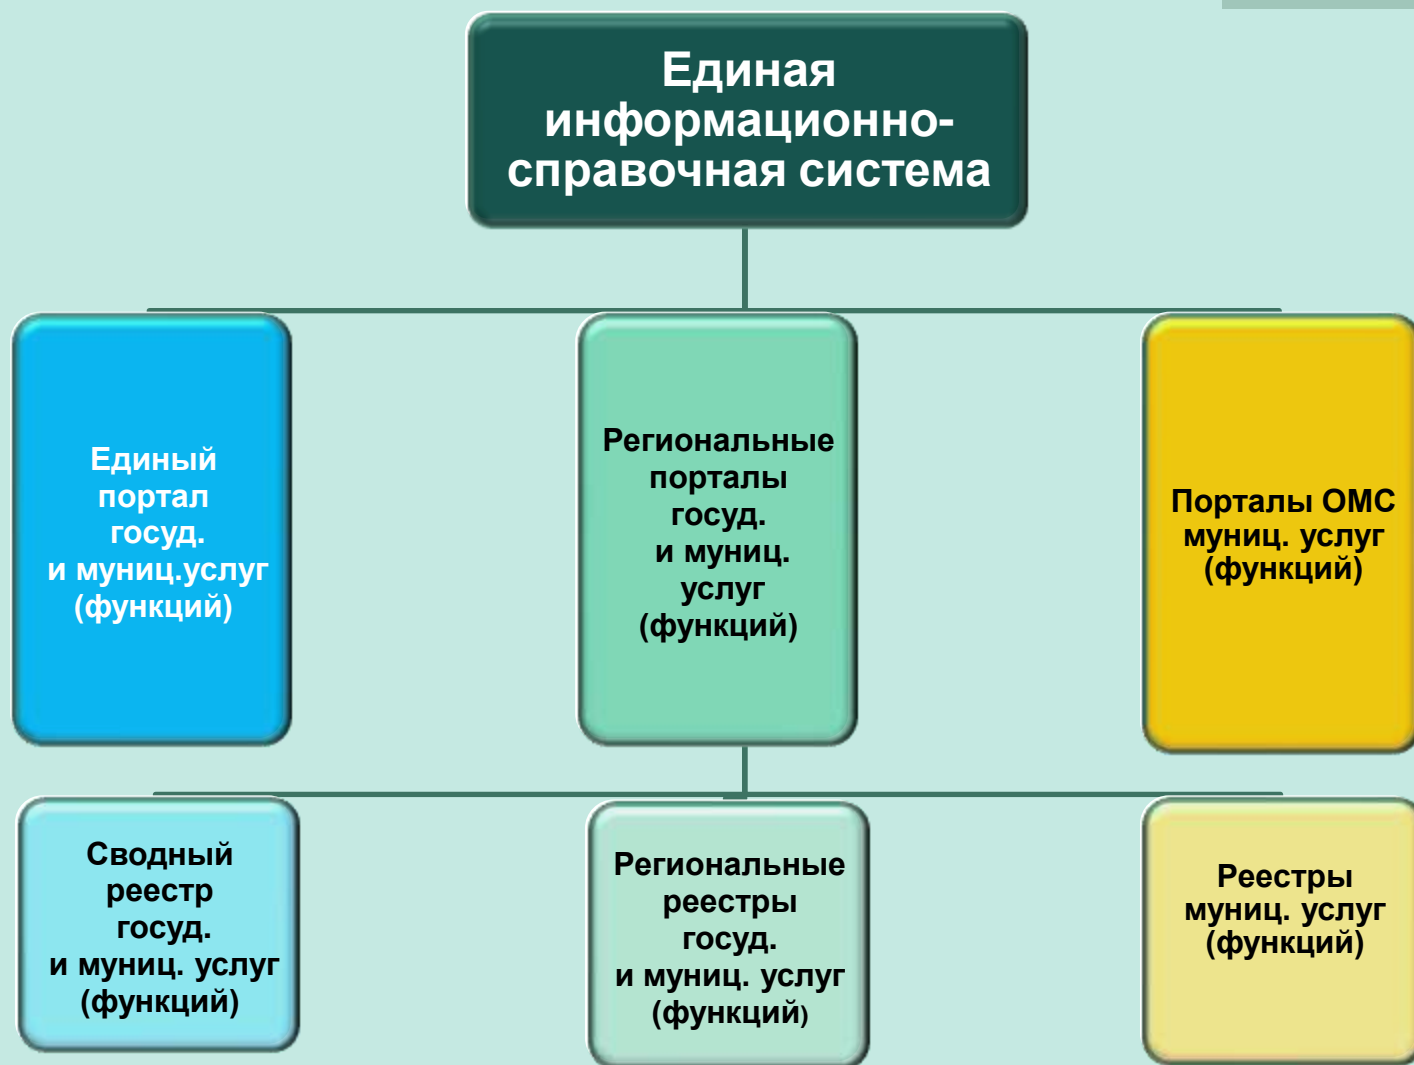 Единая
информационно-
справочная система
Единый
портал
госуд.
и муниц.услуг
(функций)
Региональные
порталы
госуд.
и муниц.
услуг
(функций)
Порталы ОМС
муниц. услуг
(функций)
Сводный
реестр
госуд.
и муниц. услуг
(функций)
Региональные
реестры
госуд.
и муниц. услуг
(функций)
Реестры
муниц. услуг
(функций)